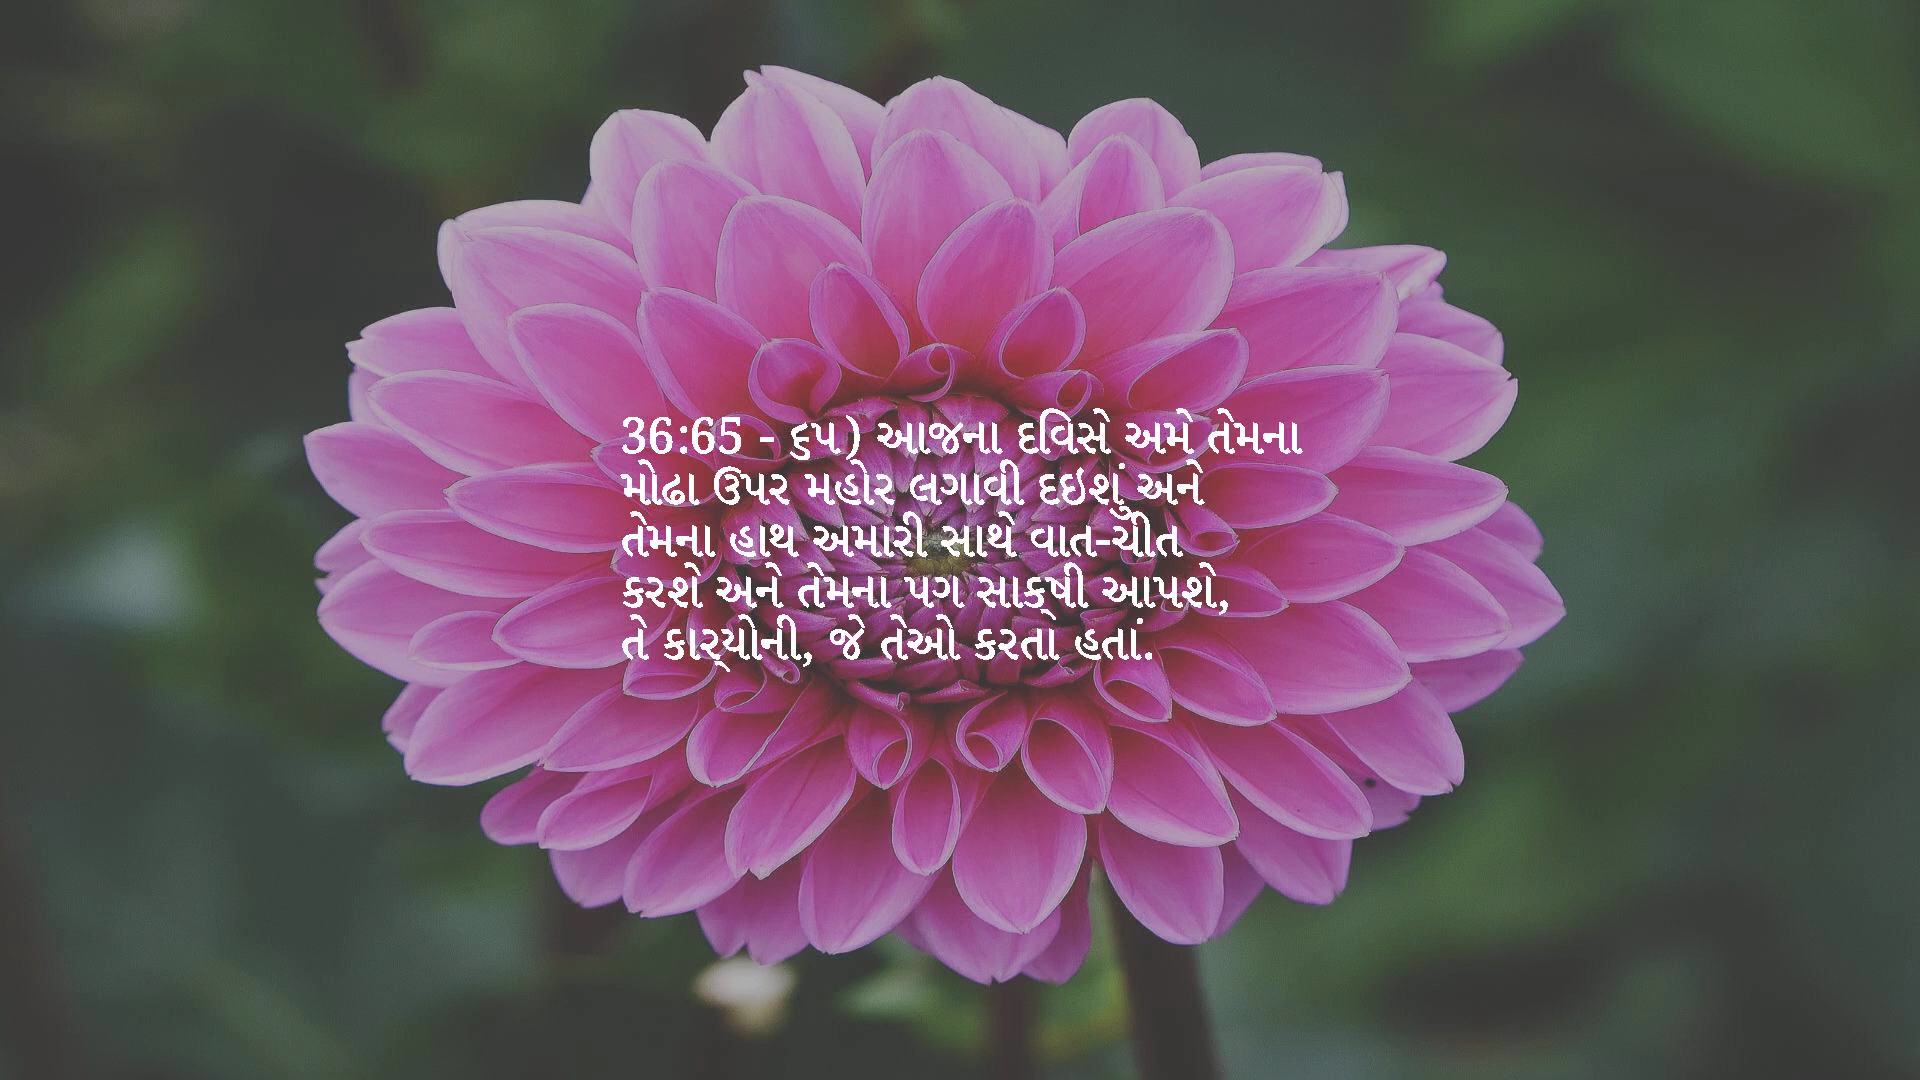 36:65 - ૬૫) આજના દિવસે અમે તેમના
મોઢા ઉપર મહોર લગાવી દઇશું અને
તેમના હાથ અમારી સાથે વાત-ચીત
કરશે અને તેમના પગ સાક્ષી આપશે,
તે કાર્યોની, જે તેઓ કરતા હતાં.